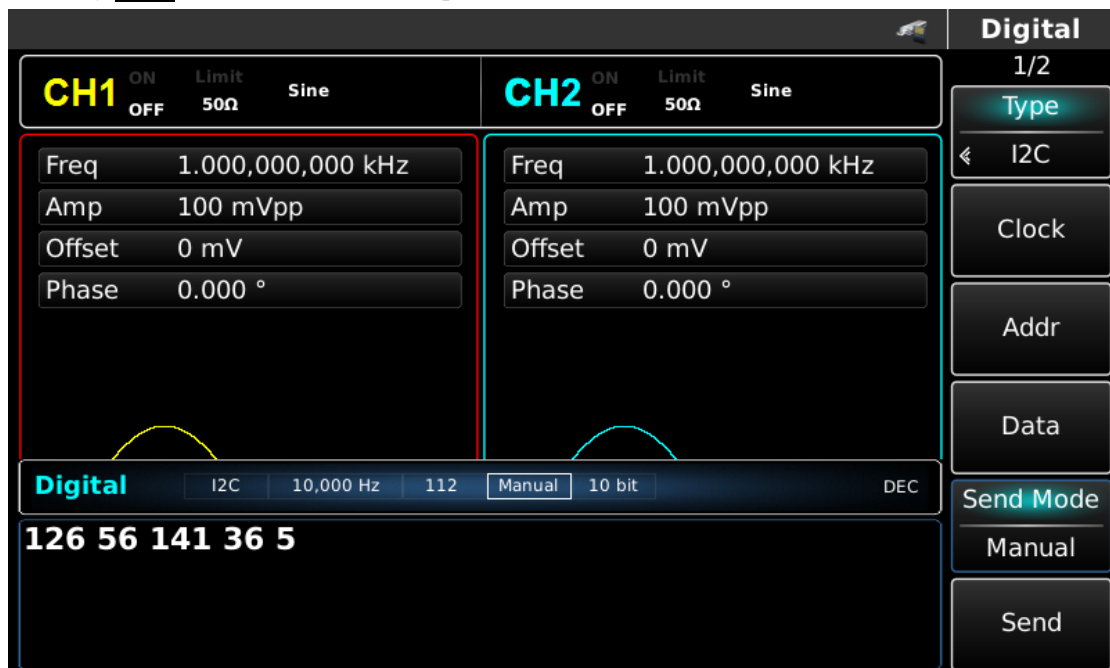 Digital
1/2
CH1 ON OFF Limit 50Ω Sine
CH2 ON OFF Limit 50Ω Sine
Type
I2C
Freq 1.000,000,000 kHz
Amp 100 mVpp
Offset 0 mV
Phase 0.000 °
Freq 1.000,000,000 kHz
Amp 100 mVpp
Offset 0 mV
Phase 0.000 °
Clock
Addr
Data
Digital I2C 10,000 Hz 112 Manual 10 bit DEC
126 56 141 36 5
Send Mode
Manual
Send